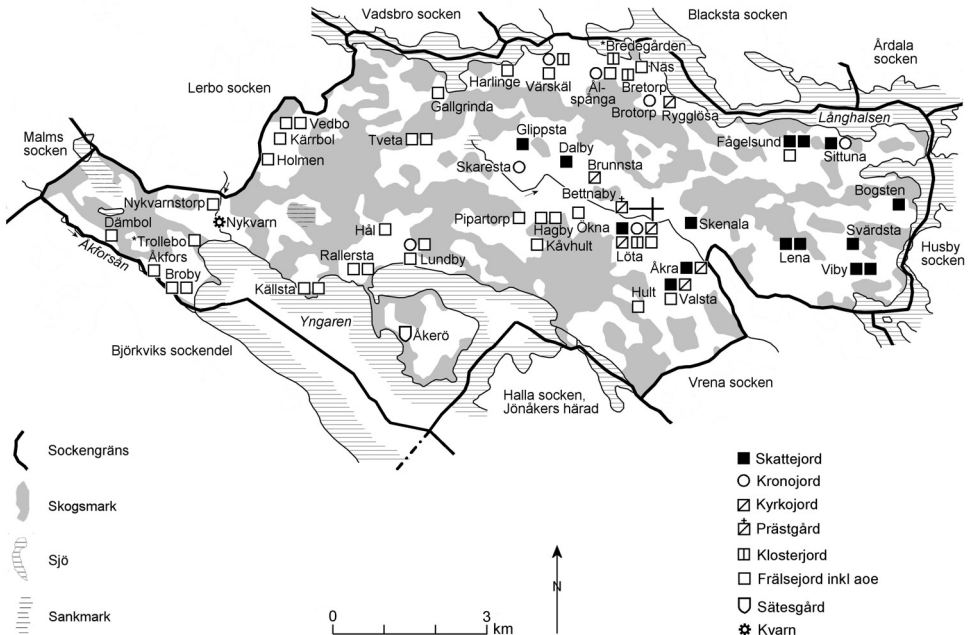 Vadsbro socken
Blacksta socken
Årdala
socken
Lerbo socken
Malms
socken
*Bredegården
Harlinge
Värskäl
Äl-
spånga
Näs
Bretorp
Gallgrinda
Brotorp
Rygglösa
Långhalsen
Vedbo
Kärrbol
Tveta
Glippsta
Fågelsund
Sittuna
Holmen
Dalby
Skaresta
Brunnsta
Bogsten
Nykvarnstorp
Bettnaby
Dämbol
Nykvarn
Pipartorp
Hagby
Ökna
Skenala
*Trollebo
Hål
Kåvhult
Löta
Lena
Svärdsta
Husby
socken
Åkforsån
Åkfors
Rallersta
Lundby
Åkra
Viby
Broby
Källsta
Hult
Valsta
Yngaren
Åkerö
Björkviks sockendel
Halla socken,
Jönåkers härad
Vrena socken
Sockengräns
Skogsmark
Sjö
Sankmark
Skattejord
Kronojord
Kyrkojord
Prästgård
Klosterjord
Frälsejord inkl aoe
Sätesgård
Kvarn
N
0 3
km